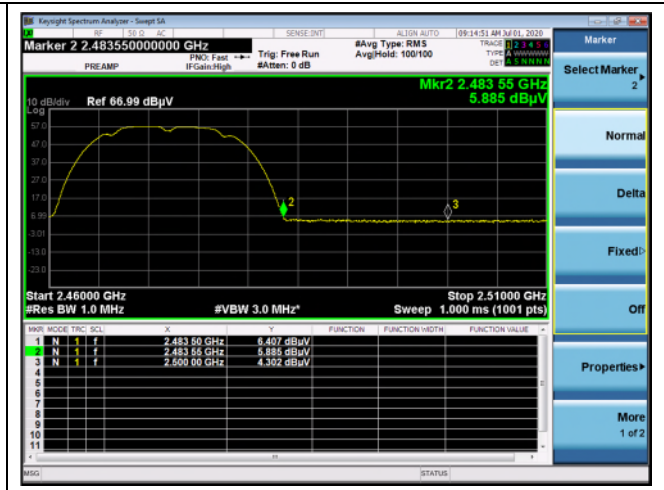 Keysight Spectrum Analyzer - Swept SA
RF 50 Ω AC SENSE:INT ALIGN AUTO 09:14:51 AM Jul 01, 2020
Marker 2 2.483550000000 GHz
#Avg Type: RMS
TRACE 1 2 3 4 5 6
PREAMP
PNO: Fast
IFGain:High
Trig: Free Run
#Atten: 0 dB
Avg|Hold: 100/100
TYPE A WWWWW
DET A S N N N N
Mkr2 2.483 55 GHz
5.885 dBµV
10 dB/div Ref 66.99 dBµV
Log
57.0
47.0
37.0
27.0
17.0
6.99
-3.01
-13.0
-23.0
2
3
Start 2.46000 GHz
Stop 2.51000 GHz
#Res BW 1.0 MHz
#VBW 3.0 MHz*
Sweep 1.000 ms (1001 pts)
MKR MODE TRC SCL X Y FUNCTION FUNCTION WIDTH FUNCTION VALUE
1 N 1 f 2.483 50 GHz 6.407 dBµV
2 N 1 f 2.483 55 GHz 5.885 dBµV
3 N 1 f 2.500 00 GHz 4.302 dBµV
4
5
6
7
8
9
10
11
MSG
STATUS
Marker
Select Marker
2
Normal
Delta
Fixed
Off
Properties
More
1 of 2